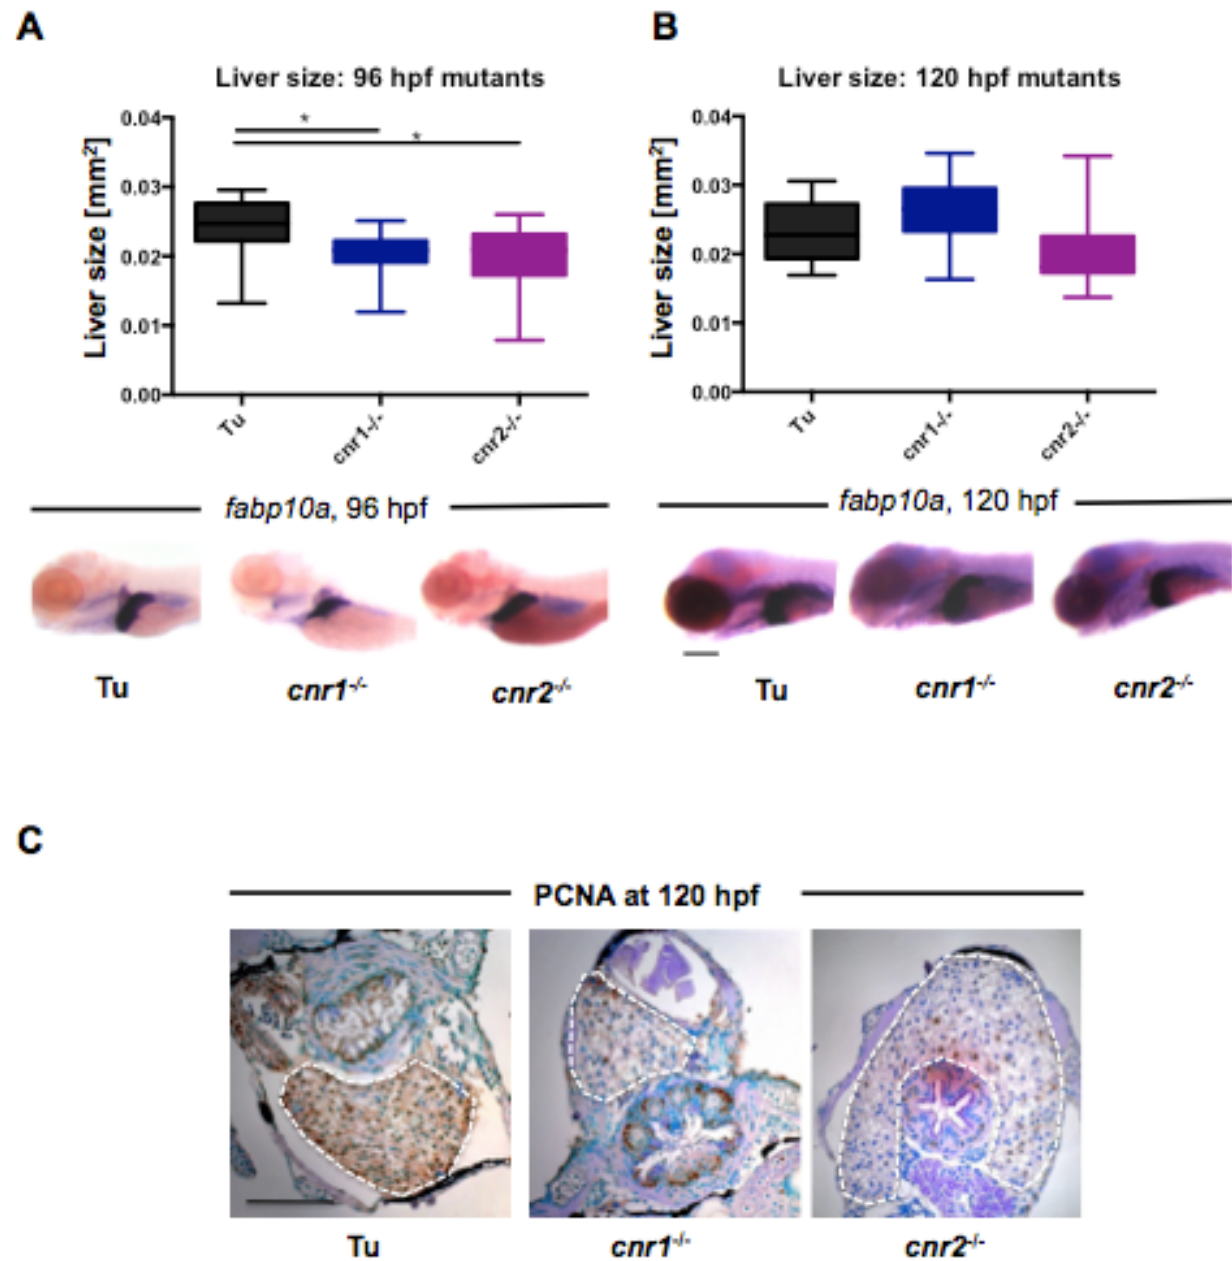 A
B
Liver size: 96 hpf mutants
Liver size: 120 hpf mutants
Liver size [mm²]
0.04
0.03
0.02
0.01
0.00
*
*
Tu
cnr1-/-
cnr2-/-
Liver size [mm²]
0.04
0.03
0.02
0.01
0.00
Tu
cnr1-/-
cnr2-/-
fabp10a, 96 hpf
fabp10a, 120 hpf
Tu
cnr1-/-
cnr2-/-
Tu
cnr1-/-
cnr2-/-
C
PCNA at 120 hpf
Tu
cnr1-/-
cnr2-/-